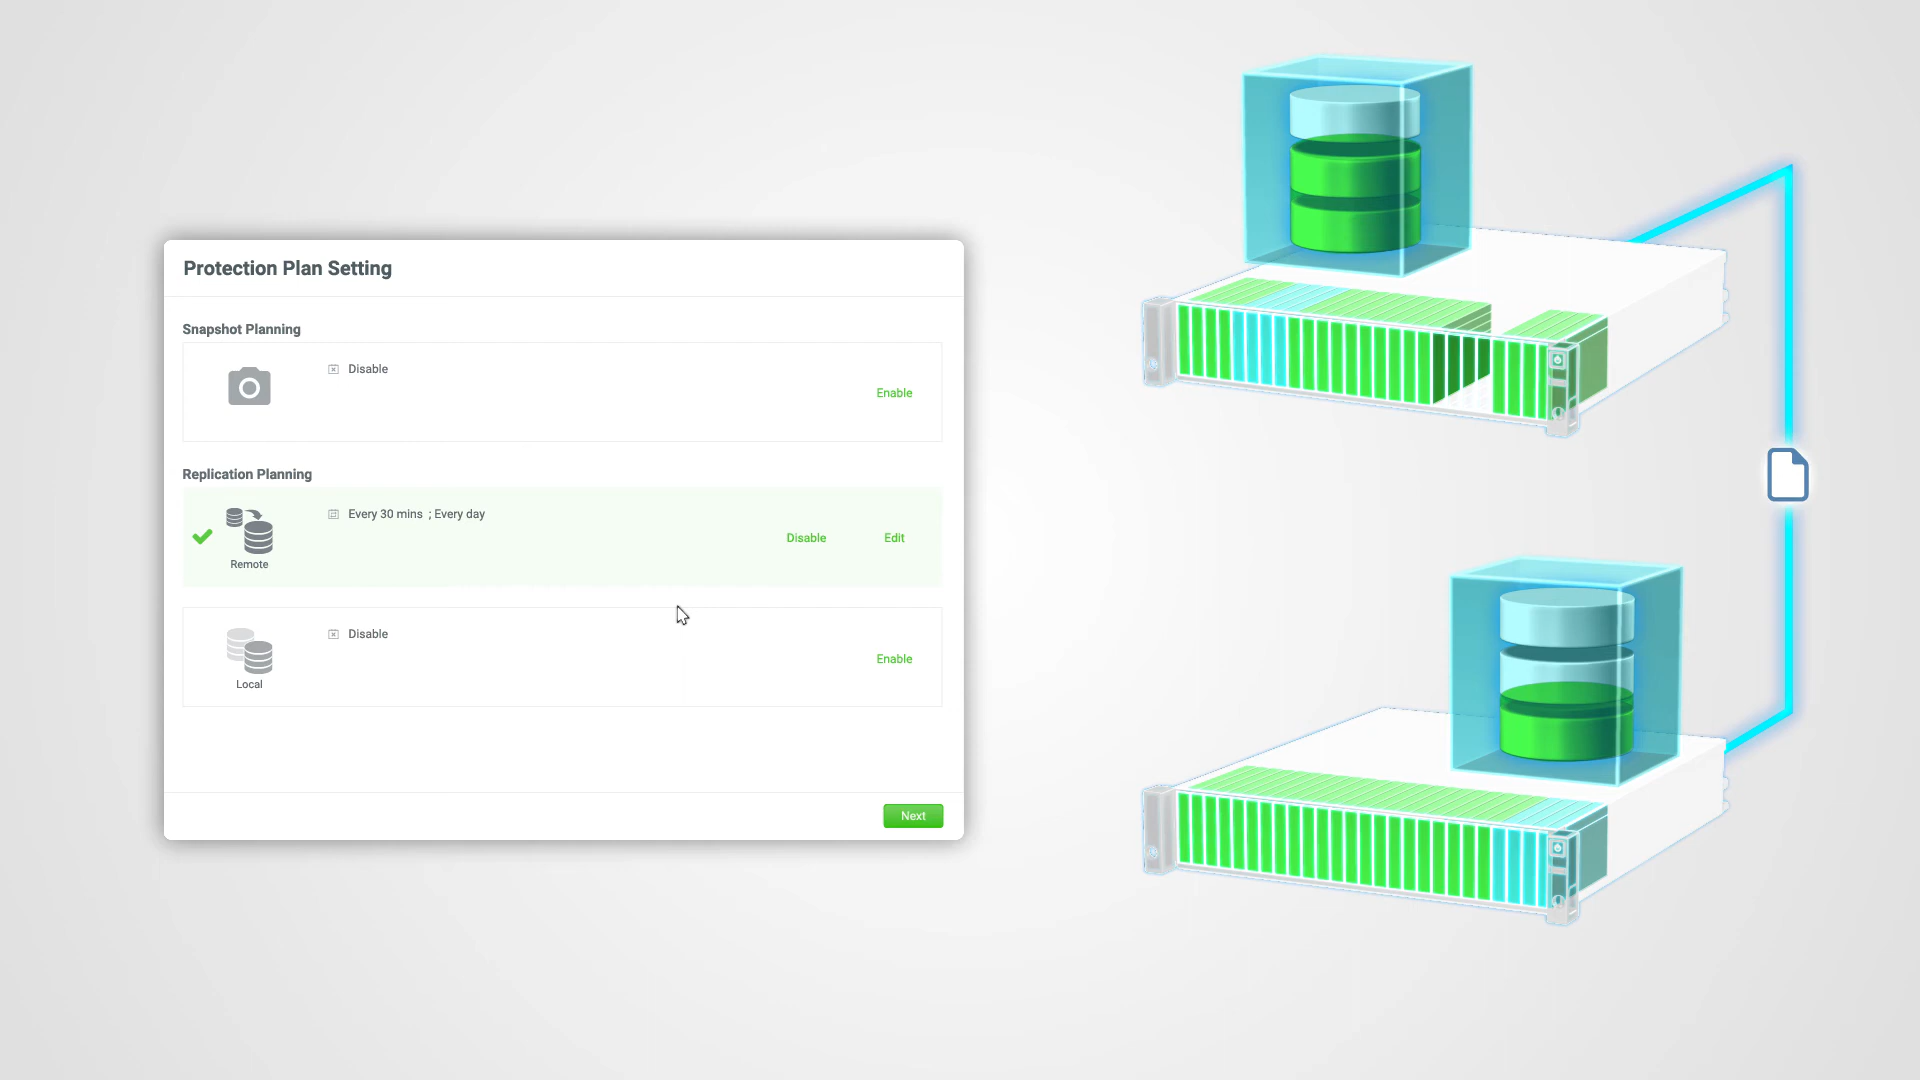 Protection Plan Setting
Snapshot Planning
Disable
Enable
Replication Planning
Every 30 mins ; Every day
Disable
Edit
Remote
Disable
Enable
Local
Next